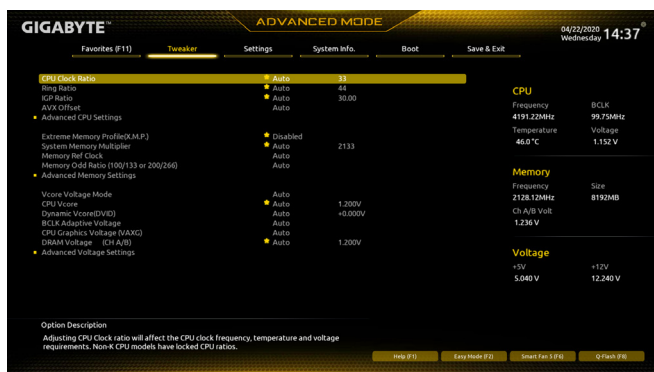 GIGABYTE™
ADVANCED MODE
04/22/2020
Wednesday 14:37
Favorites (F11) Tweaker Settings System Info. Boot Save & Exit
CPU Clock Ratio Auto 33
Ring Ratio Auto 44
IGP Ratio Auto 30.00
AVX Offset Auto
Advanced CPU Settings
Extreme Memory Profile(X.M.P.) Disabled
System Memory Multiplier Auto 2133
Memory Ref Clock Auto
Memory Odd Ratio (100/133 or 200/266) Auto
Advanced Memory Settings
Vcore Voltage Mode Auto
CPU Vcore Auto 1.200V
Dynamic Vcore(DVID) Auto +0.000V
BCLK Adaptive Voltage Auto
CPU Graphics Voltage (VAXG) Auto
DRAM Voltage (CH A/B) Auto 1.200V
Advanced Voltage Settings
CPU
Frequency BCLK
4191.22MHz 99.75MHz
Temperature Voltage
46.0 °C 1.152 V
Memory
Frequency Size
2128.12MHz 8192MB
Ch A/B Volt
1.236 V
Voltage
+5V +12V
5.040 V 12.240 V
Option Description
Adjusting CPU Clock ratio will affect the CPU clock frequency, temperature and voltage
requirements. Non-K CPU models have locked CPU ratios.
Help (F1) Easy Mode (F2) Smart Fan 5 (F6) Q-Flash (F8)